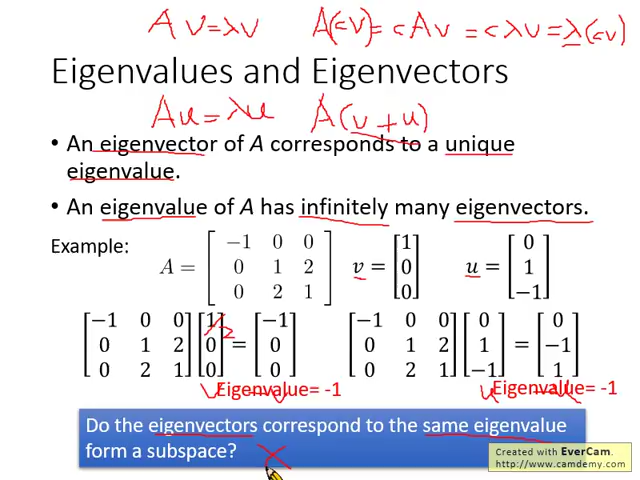 Av=λv A(cv)=cAv = cλv = λ(cv)
Eigenvalues and Eigenvectors
Au=λu A(v+u)
• An eigenvector of A corresponds to a unique
eigenvalue.
• An eigenvalue of A has infinitely many eigenvectors.
Example:
A = [−1 0 0
0 1 2
0 2 1]
v = [1
0
0]
u = [0
1
−1]
[−1 0 0
0 1 2
0 2 1] [1
0
0] = [−1
0
0]
[−1 0 0
0 1 2
0 2 1] [0
1
−1] = [0
−1
1]
v Eigenvalue= -1
u Eigenvalue= -1
Do the eigenvectors correspond to the same eigenvalue
form a subspace?
Created with EverCam.
http://www.camdemy.com